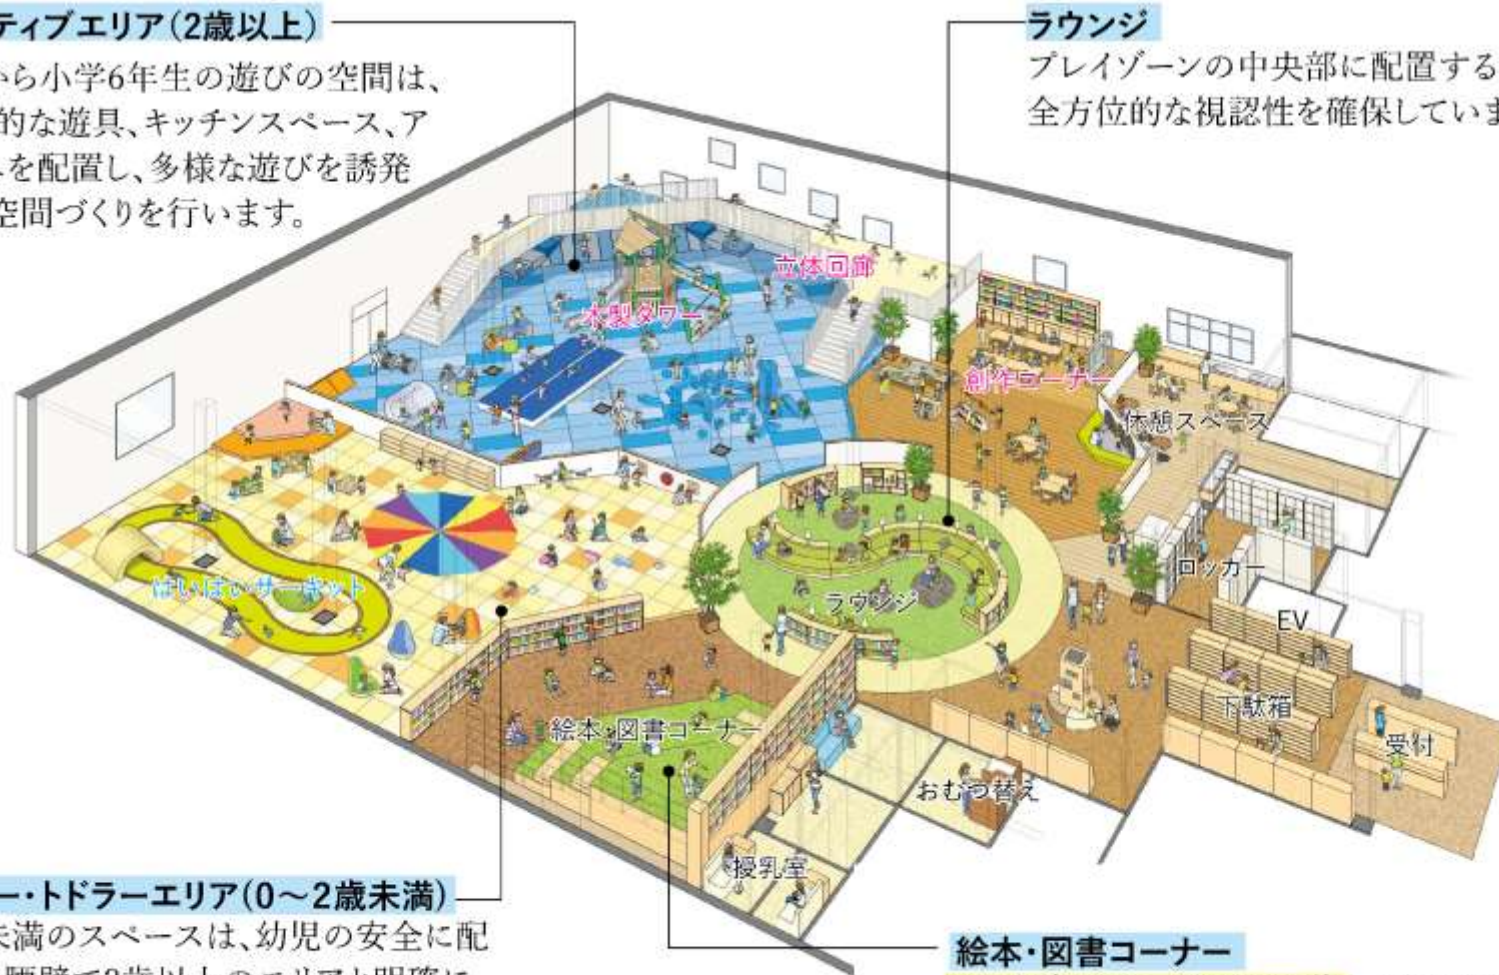 ティブエリア(2歳以上)
から小学6年生の遊びの空間は、
的な遊具、キッチンスペース、ア
を配置し、多様な遊びを誘発
空間づくりを行います。
ラウンジ
プレイゾーンの中央部に配置する
全方位的な視認性を確保していま
立体回廊
木製タワー
創作コーナー
休憩スペース
はいはいサーキット
ラウンジ
ロッカー
EV
下駄箱
受付
絵本・図書コーナー
おむつ替え
授乳室
ー・トドラーエリア(0～2歳未満)
未満のスペースは、幼児の安全に配
絵本・図書コーナー